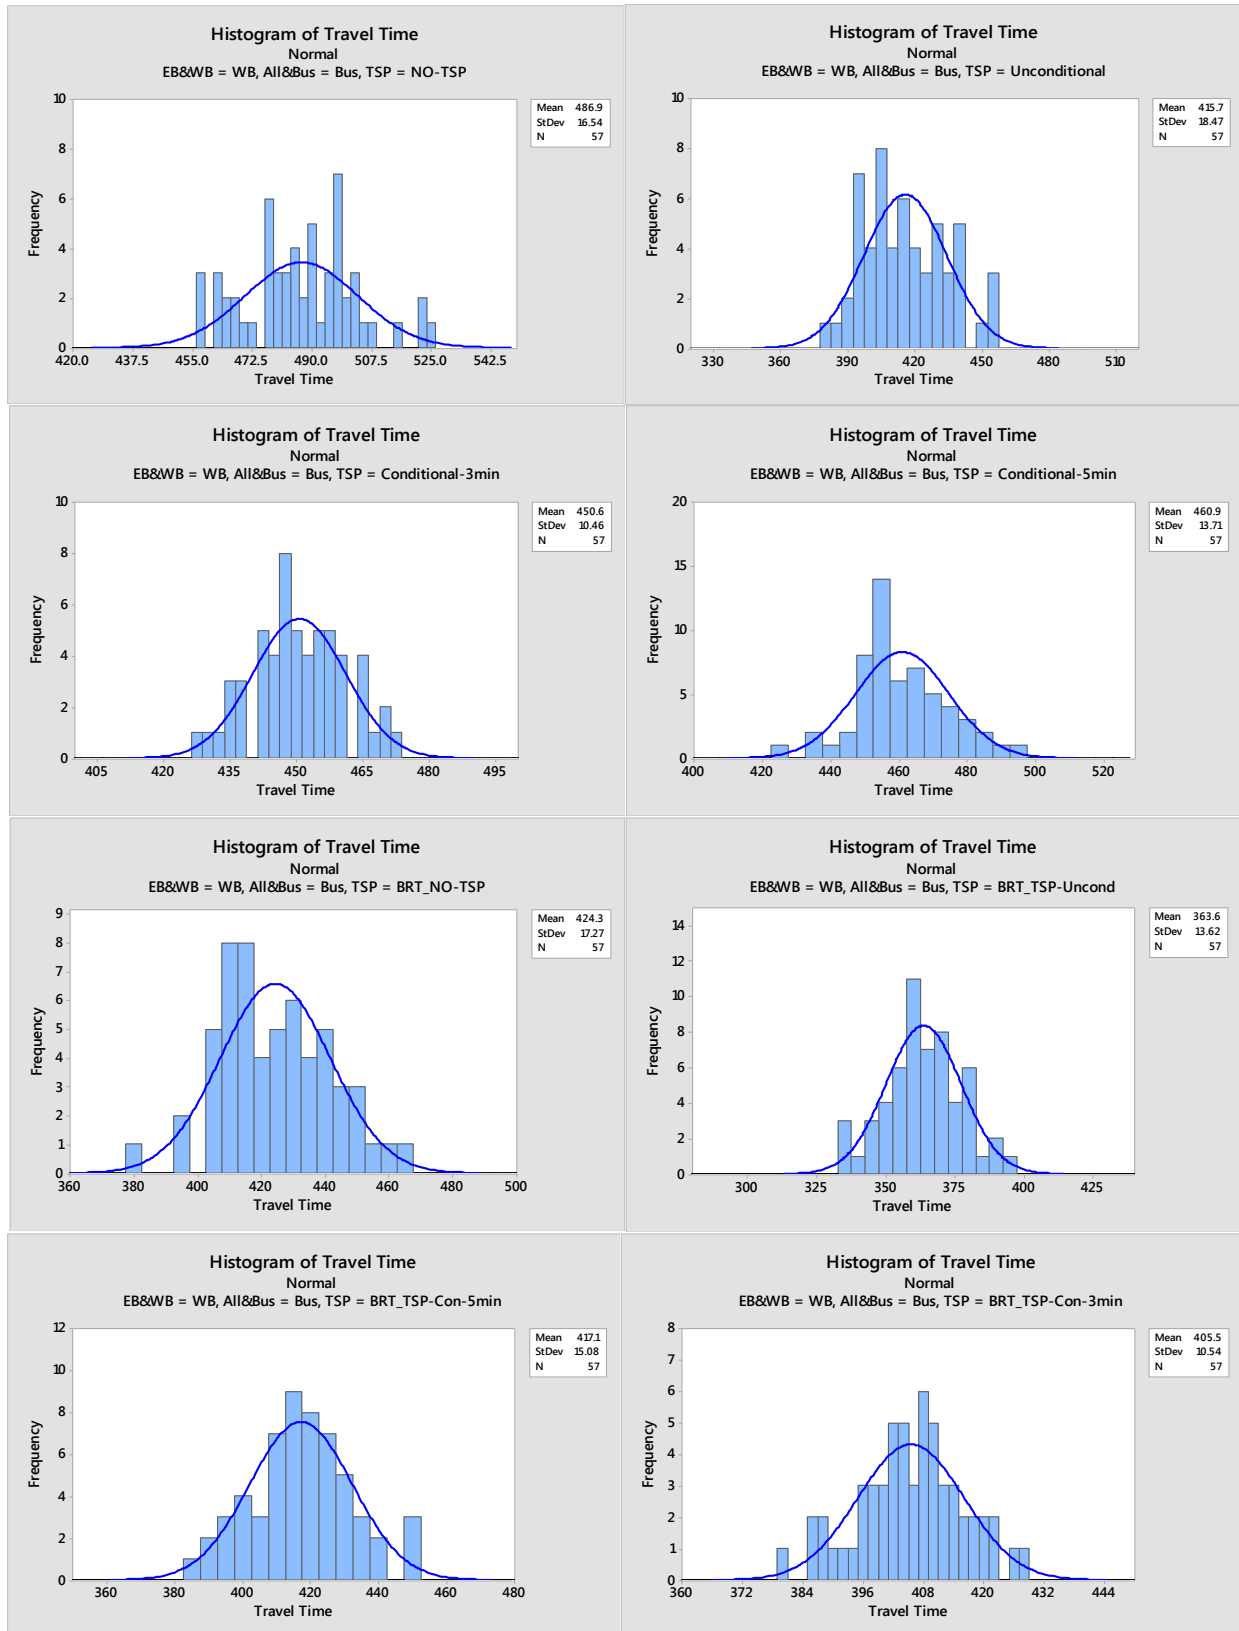 Histogram of Travel Time
Normal
EB&WB = WB, All&Bus = Bus, TSP = NO-TSP
Mean 486.9
StDev 16.54
N 57
10
8
6
4
2
0
Frequency
420.0 437.5 455.0 472.5 490.0 507.5 525.0 542.5
Travel Time
Histogram of Travel Time
Normal
EB&WB = WB, All&Bus = Bus, TSP = Unconditional
Mean 415.7
StDev 18.47
N 57
10
8
6
4
2
0
Frequency
330 360 390 420 450 480 510
Travel Time
Histogram of Travel Time
Normal
EB&WB = WB, All&Bus = Bus, TSP = Conditional-3min
Mean 450.6
StDev 10.46
N 57
10
8
6
4
2
0
Frequency
405 420 435 450 465 480 495
Travel Time
Histogram of Travel Time
Normal
EB&WB = WB, All&Bus = Bus, TSP = Conditional-5min
Mean 460.9
StDev 13.71
N 57
20
15
10
5
0
Frequency
400 420 440 460 480 500 520
Travel Time
Histogram of Travel Time
Normal
EB&WB = WB, All&Bus = Bus, TSP = BRT_NO-TSP
Mean 424.3
StDev 17.27
N 57
9
8
7
6
5
4
3
2
1
0
Frequency
360 380 400 420 440 460 480 500
Travel Time
Histogram of Travel Time
Normal
EB&WB = WB, All&Bus = Bus, TSP = BRT_TSP-Uncond
Mean 363.6
StDev 13.62
N 57
14
12
10
8
6
4
2
0
Frequency
300 325 350 375 400 425
Travel Time
Histogram of Travel Time
Normal
EB&WB = WB, All&Bus = Bus, TSP = BRT_TSP-Con-5min
Mean 417.1
StDev 15.08
N 57
12
10
8
6
4
2
0
Frequency
360 380 400 420 440 460 480
Travel Time
Histogram of Travel Time
Normal
EB&WB = WB, All&Bus = Bus, TSP = BRT_TSP-Con-3min
Mean 405.5
StDev 10.54
N 57
8
7
6
5
4
3
2
1
0
Frequency
360 372 384 396 408 420 432 444
Travel Time